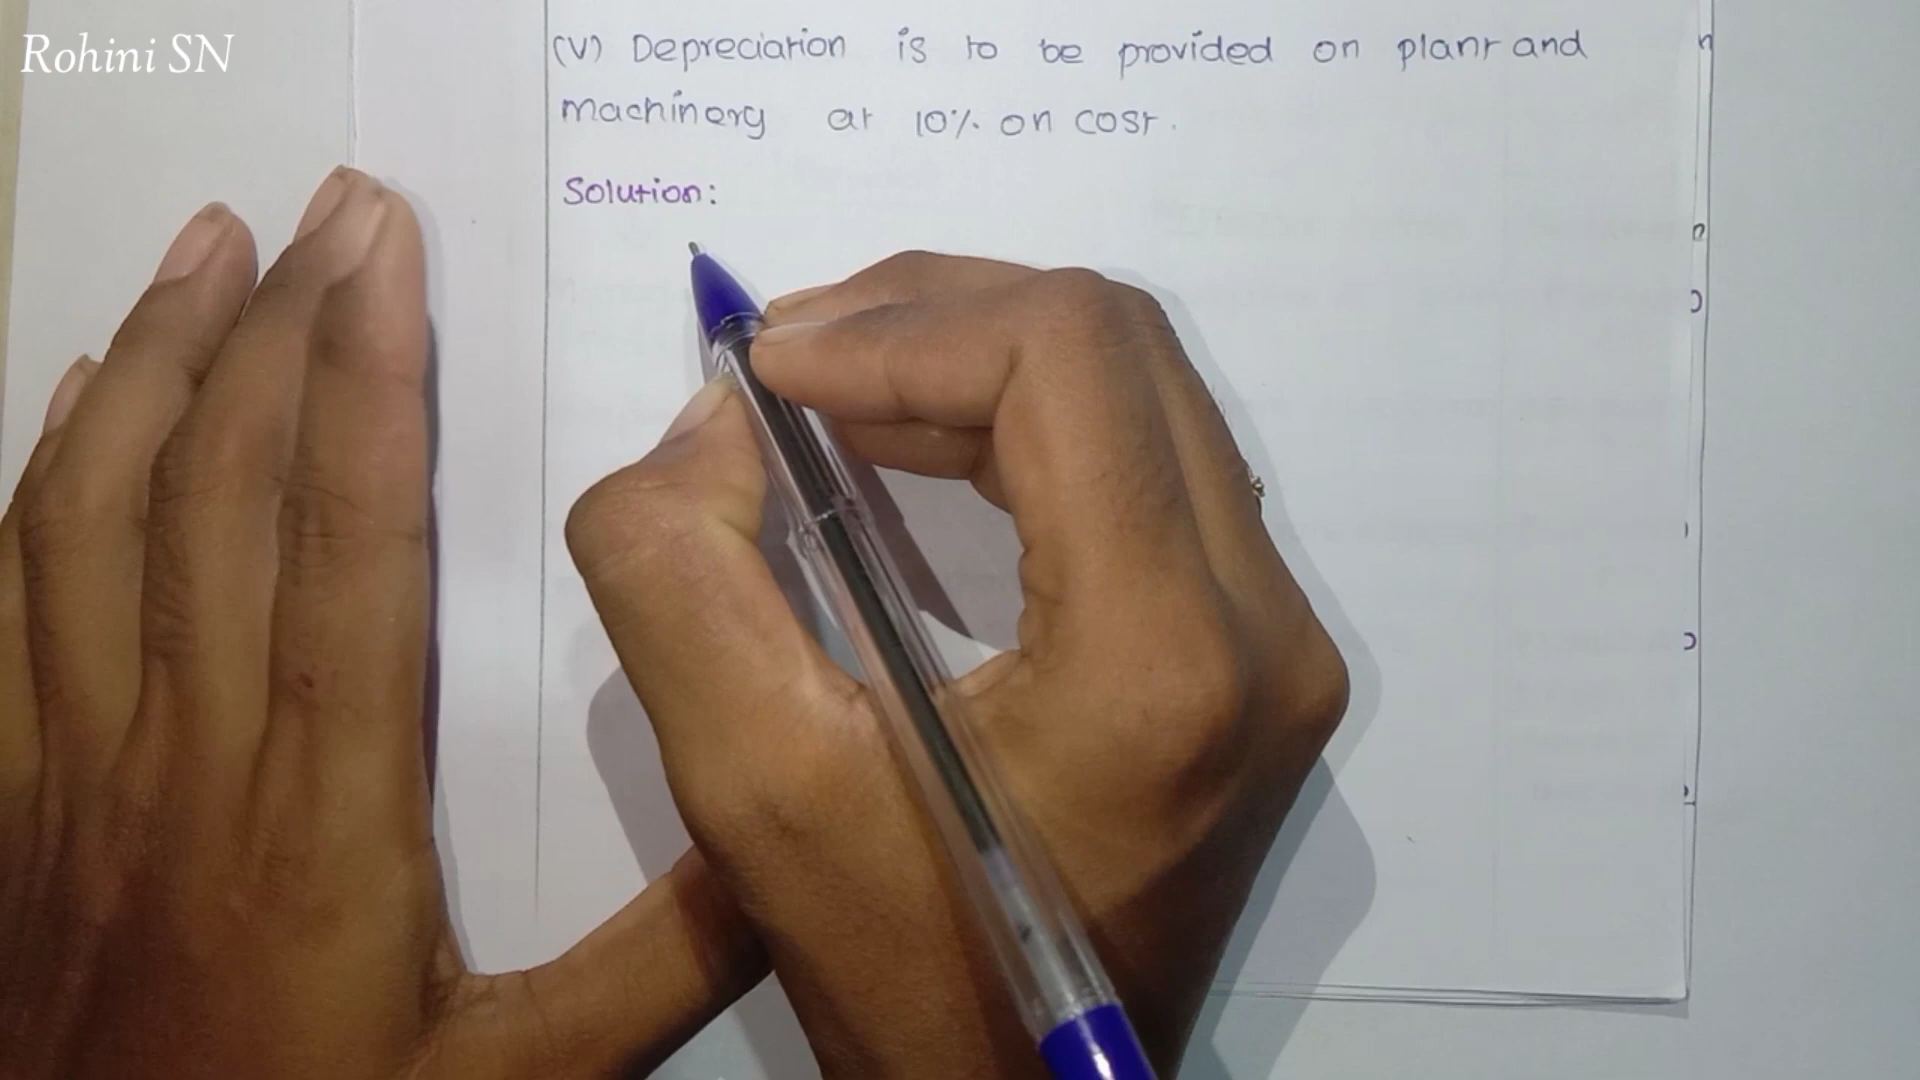 Rohini SN
(V) Depreciation is to be provided on plant and
machinery at 10% on cost.
Solution: